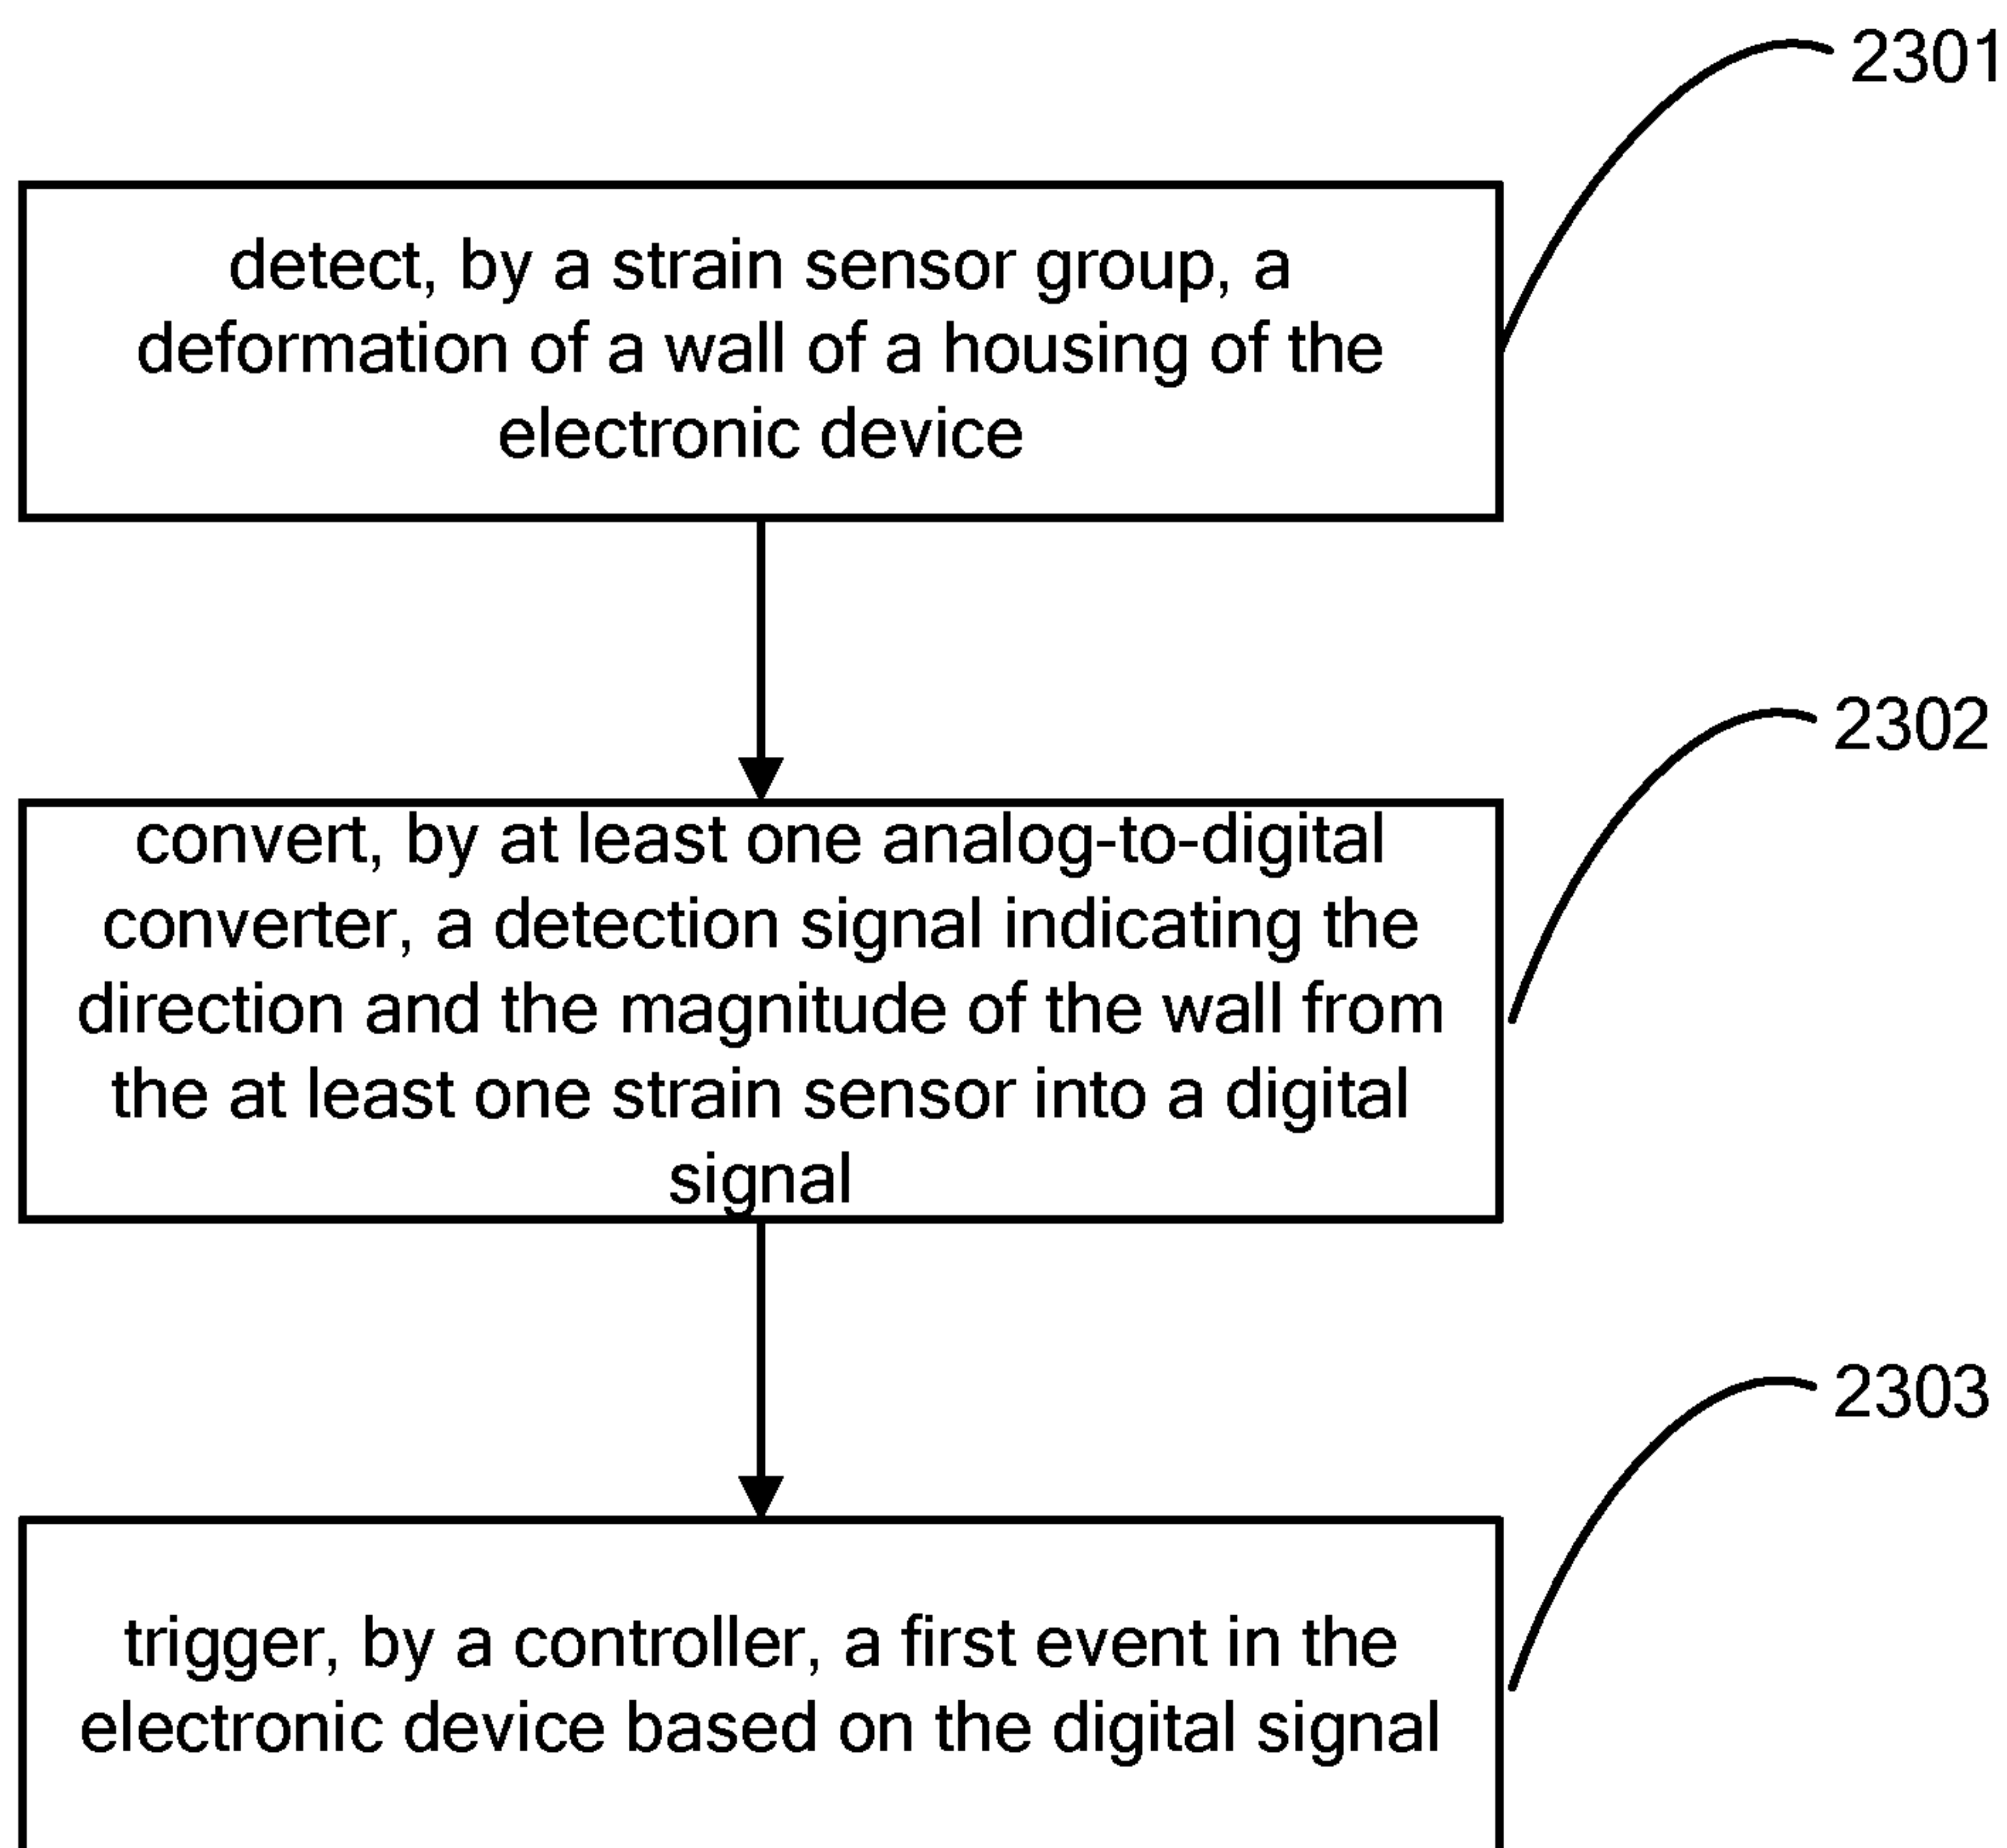 2301
detect, by a strain sensor group, a
deformation of a wall of a housing of the
electronic device
2302
convert, by at least one analog-to-digital
converter, a detection signal indicating the
direction and the magnitude of the wall from
the at least one strain sensor into a digital
signal
2303
trigger, by a controller, a first event in the
electronic device based on the digital signal